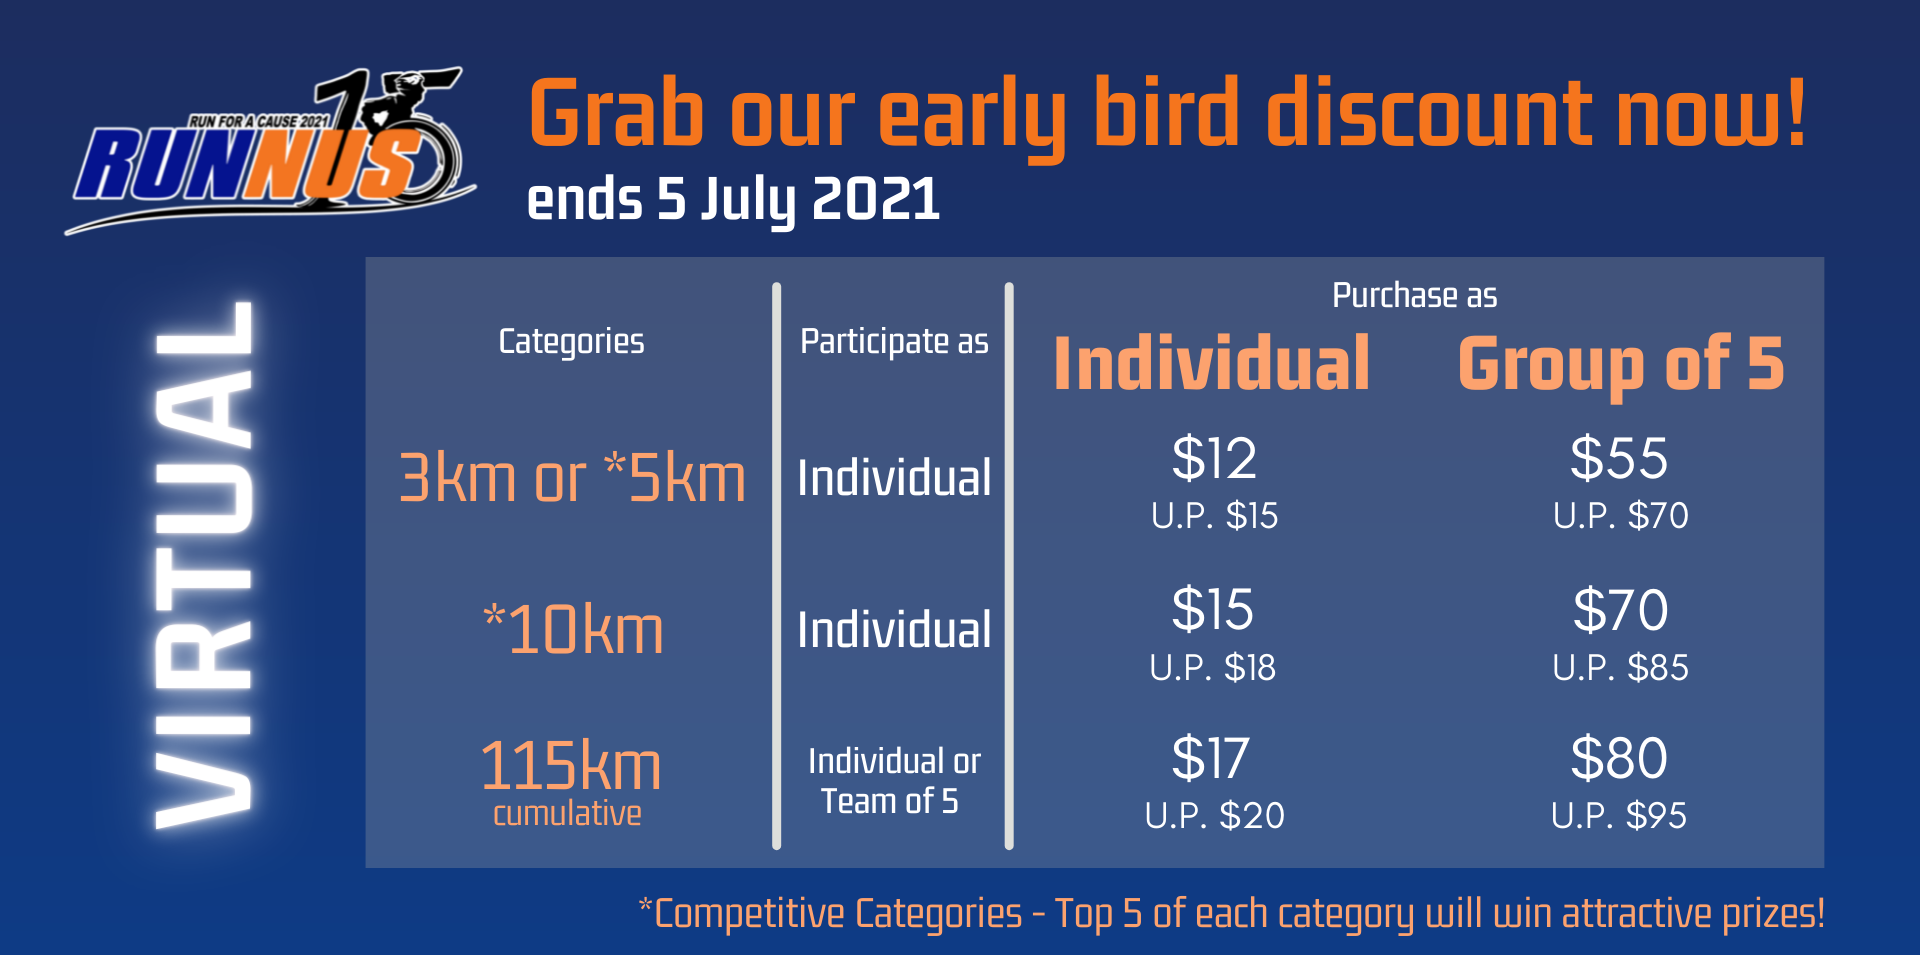 RUN FOR A CAUSE 2021
15
RUNNUS
Grab our early bird discount now!
ends 5 July 2021
VIRTUAL
Categories
Participate as
Purchase as
Individual
Group of 5
3km or *5km
Individual
$12
U.P. $15
$55
U.P. $70
*10km
Individual
$15
U.P. $18
$70
U.P. $85
115km
cumulative
Individual or
Team of 5
$17
U.P. $20
$80
U.P. $95
*Competitive Categories - Top 5 of each category will win attractive prizes!